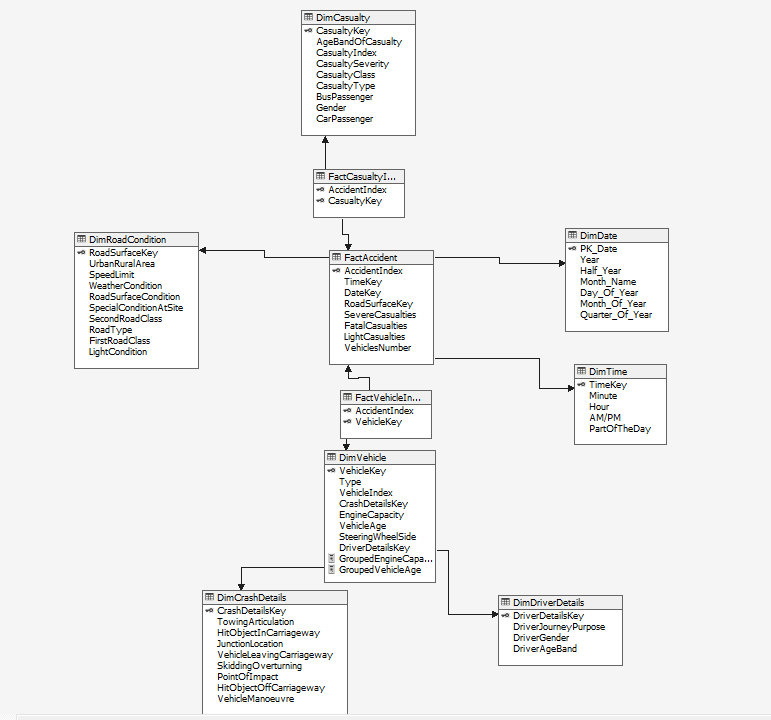 DimCasualty
CasualtyKey
AgeBandOfCasualty
CasualtyIndex
CasualtySeverity
CasualtyClass
CasualtyType
BusPassenger
Gender
CarPassenger
FactCasualtyI...
AccidentIndex
CasualtyKey
DimRoadCondition
RoadSurfaceKey
UrbanRuralArea
SpeedLimit
WeatherCondition
RoadSurfaceCondition
SpecialConditionAtSite
SecondRoadClass
RoadType
FirstRoadClass
LightCondition
FactAccident
AccidentIndex
TimeKey
DateKey
RoadSurfaceKey
SevereCasualties
FatalCasualties
LightCasualties
VehiclesNumber
DimDate
PK_Date
Year
Half_Year
Month_Name
Day_Of_Year
Month_Of_Year
Quarter_Of_Year
DimTime
TimeKey
Minute
Hour
AM/PM
PartOfTheDay
FactVehicleIn...
AccidentIndex
VehicleKey
DimVehicle
VehicleKey
Type
VehicleIndex
CrashDetailsKey
EngineCapacity
VehicleAge
SteeringWheelSide
DriverDetailsKey
GroupedEngineCapa...
GroupedVehicleAge
DimCrashDetails
CrashDetailsKey
TowingArticulation
HitObjectInCarriageway
JunctionLocation
VehicleLeavingCarriageway
SkiddingOverturning
PointOfImpact
HitObjectOffCarriageway
VehicleManoeuvre
DimDriverDetails
DriverDetailsKey
DriverJourneyPurpose
DriverGender
DriverAgeBand